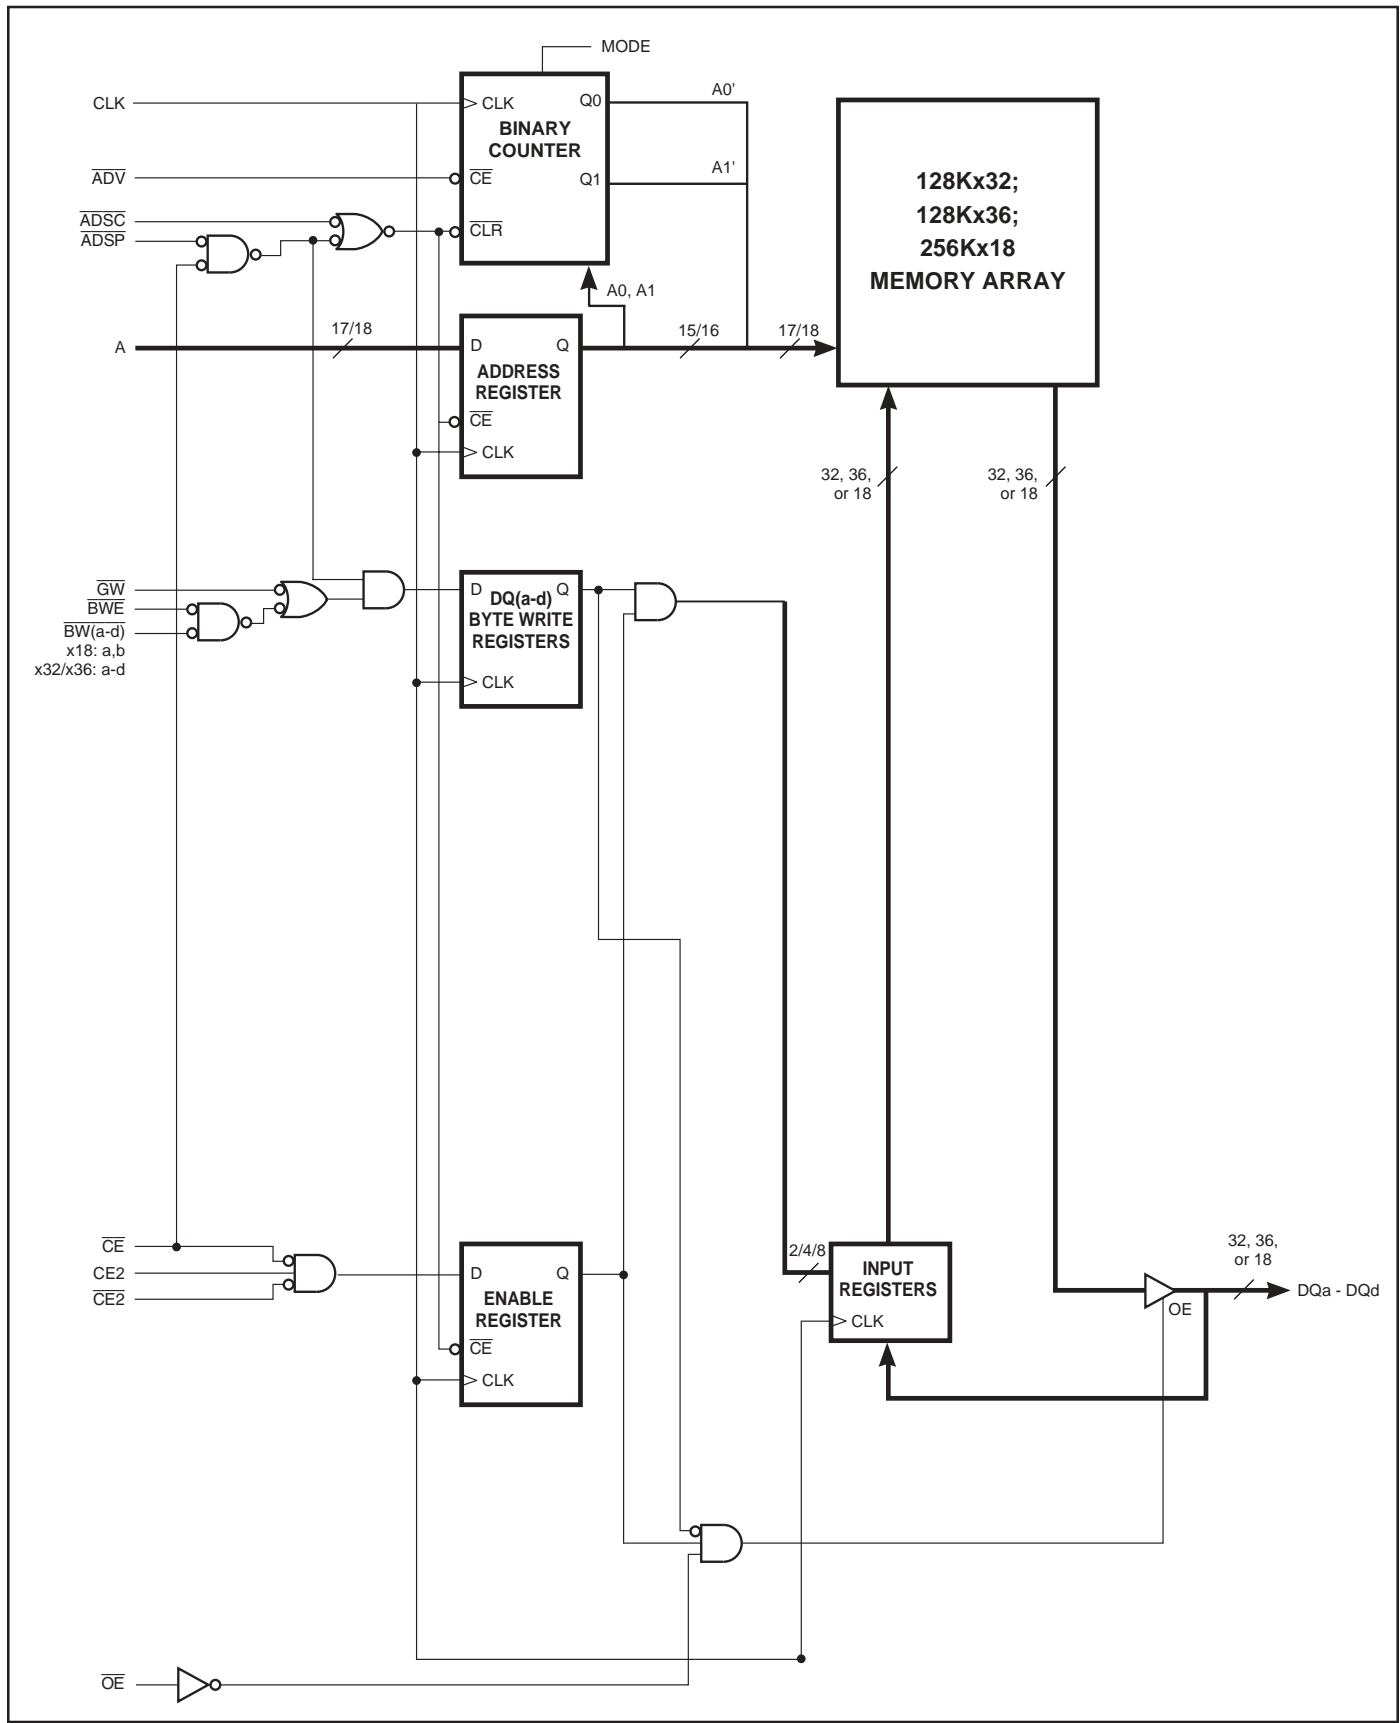 MODE
CLK
CLK
Q0
A0'
BINARY
COUNTER
ADV
CE
Q1
A1'
ADSC
ADSP
CLR
128Kx32;
128Kx36;
256Kx18
MEMORY ARRAY
A0, A1
A
17/18
D
Q
15/16
17/18
ADDRESS
REGISTER
CE
CLK
32, 36,
or 18
32, 36,
or 18
GW
BWE
BW(a-d)
x18: a,b
x32/x36: a-d
D
Q
DQ(a-d)
BYTE WRITE
REGISTERS
CLK
CE
CE2
CE2
D
Q
ENABLE
REGISTER
CE
CLK
2/4/8
INPUT
REGISTERS
CLK
32, 36,
or 18
OE
DQa - DQd
OE